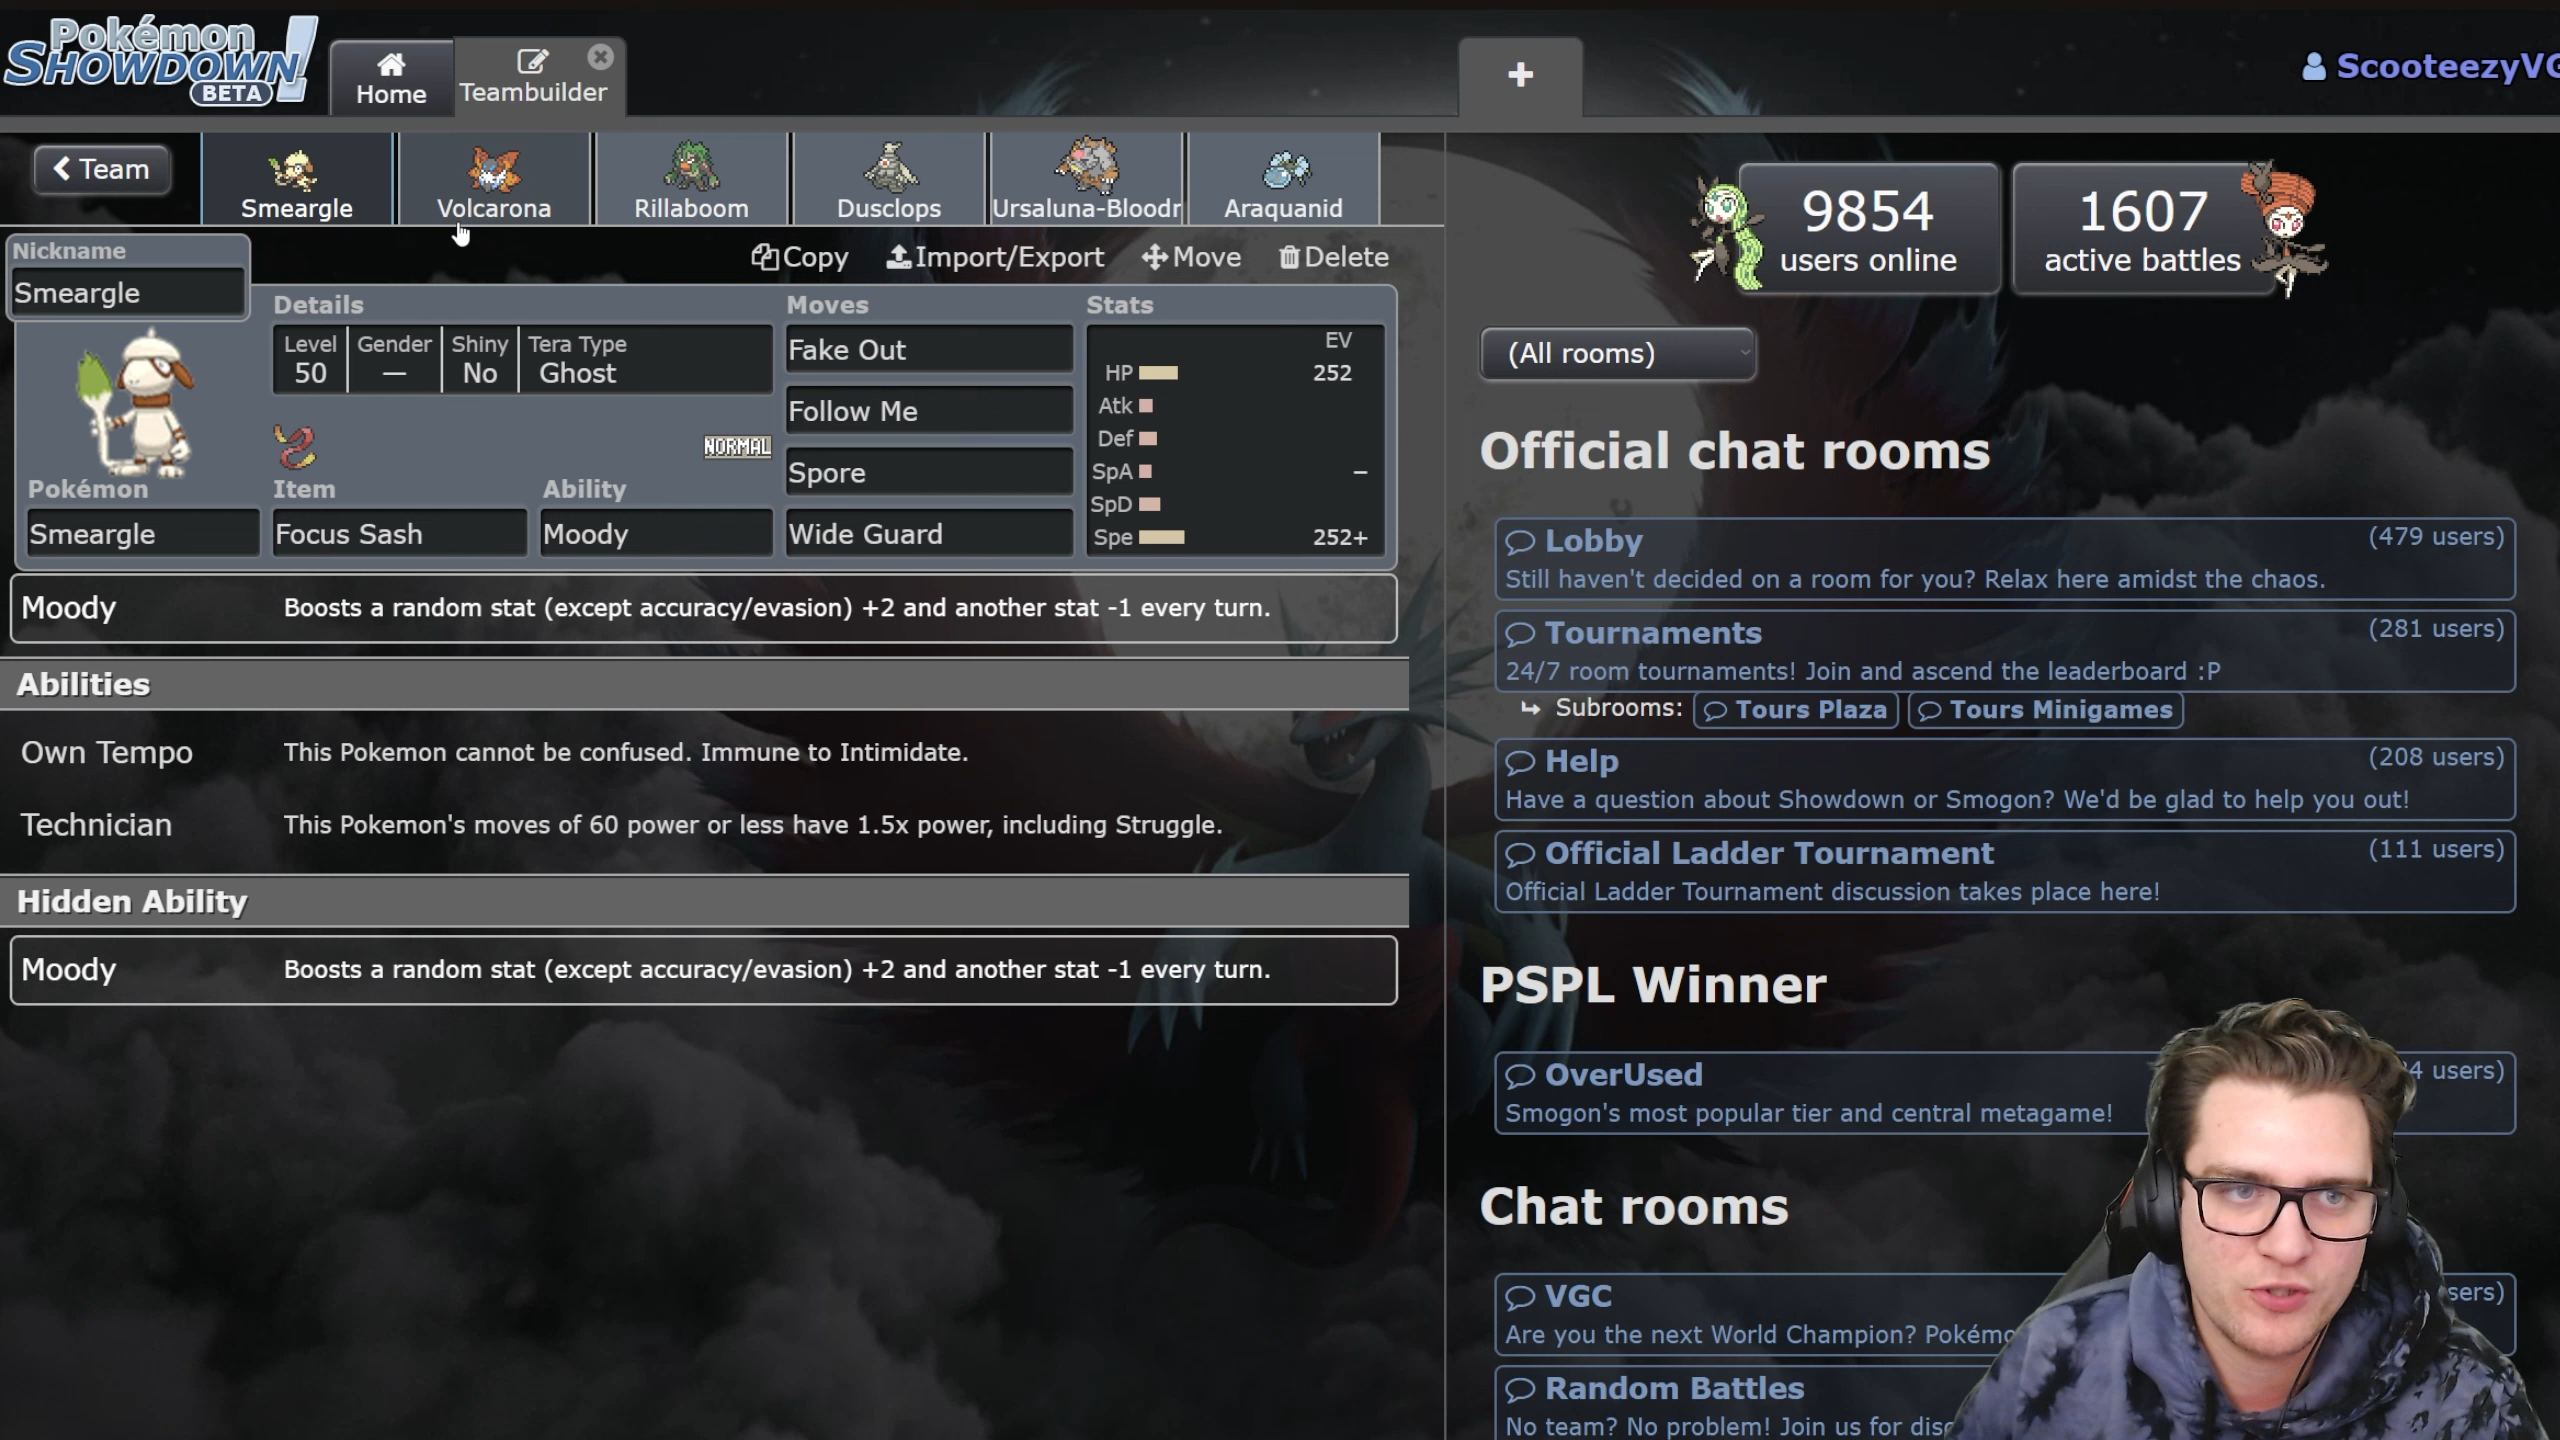 Pokémon
SHOWDOWN!
BETA
Home
Teambuilder
+
Team
Smeargle
Volcarona
Rillaboom
Dusclops
Ursaluna-Bloodr
Araquanid
Nickname
Smeargle
Copy
Import/Export
Move
Delete
Details
Level
50
Gender
—
Shiny
No
Tera Type
Ghost
NORMAL
Pokémon
Smeargle
Item
Focus Sash
Ability
Moody
Moves
Fake Out
Follow Me
Spore
Wide Guard
Stats
EV
HP 252
Atk
Def
SpA −
SpD
Spe 252+
Moody Boosts a random stat (except accuracy/evasion) +2 and another stat -1 every turn.
Abilities
Own Tempo This Pokemon cannot be confused. Immune to Intimidate.
Technician This Pokemon's moves of 60 power or less have 1.5x power, including Struggle.
Hidden Ability
Moody Boosts a random stat (except accuracy/evasion) +2 and another stat -1 every turn.
9854
users online
1607
active battles
(All rooms)
Official chat rooms
Lobby (479 users)
Still haven't decided on a room for you? Relax here amidst the chaos.
Tournaments (281 users)
24/7 room tournaments! Join and ascend the leaderboard :P
Subrooms: Tours Plaza Tours Minigames
Help (208 users)
Have a question about Showdown or Smogon? We'd be glad to help you out!
Official Ladder Tournament (111 users)
Official Ladder Tournament discussion takes place here!
PSPL Winner
OverUsed 4 users)
Smogon's most popular tier and central metagame!
Chat rooms
VGC sers)
Are you the next World Champion? Pokémo
Random Battles
No team? No problem! Join us for disc